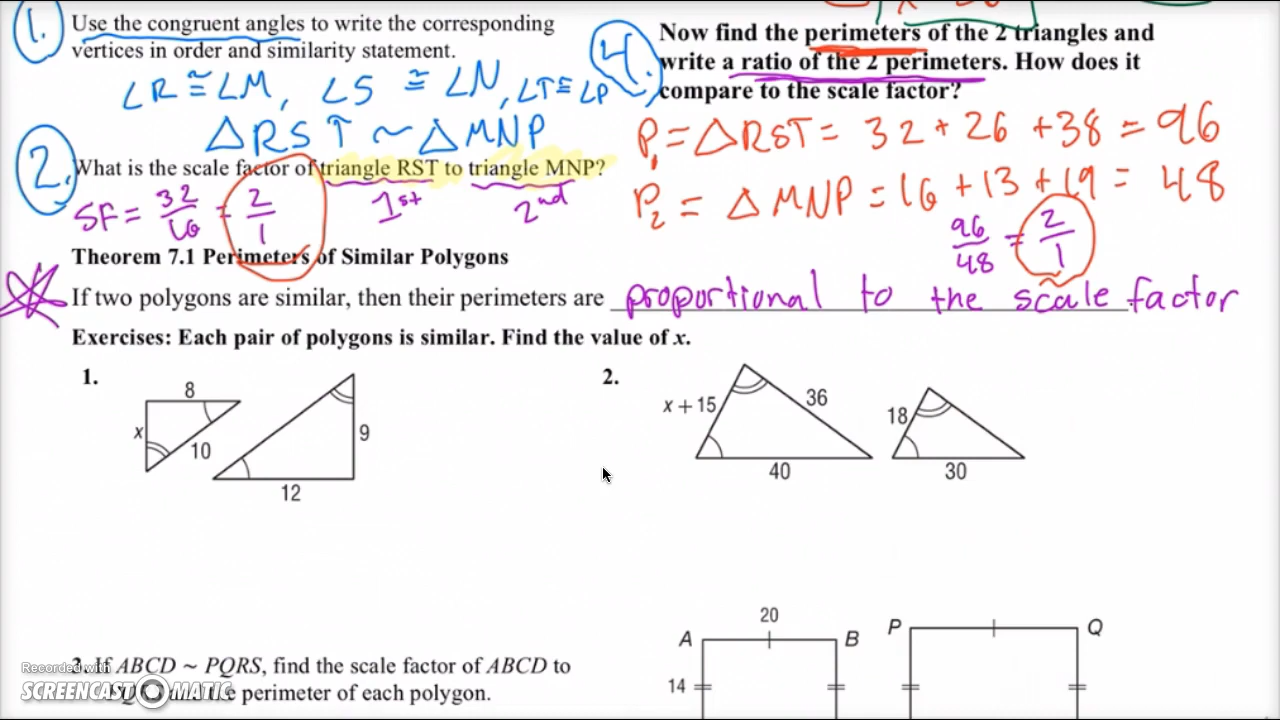 1. Use the congruent angles to write the corresponding
vertices in order and similarity statement.
∠R ≅ ∠M, ∠S ≅ ∠N, ∠T ≅ ∠P
△RST ~ △MNP
2. What is the scale factor of triangle RST to triangle MNP?
SF = 32/16 = 2/1 1st 2nd
4. Now find the perimeters of the 2 triangles and
write a ratio of the 2 perimeters. How does it
compare to the scale factor?
P1 = △RST = 32 + 26 + 38 = 96
P2 = △MNP = 16 + 13 + 19 = 48
96/48 = 2/1
Theorem 7.1 Perimeters of Similar Polygons
If two polygons are similar, then their perimeters are proportional to the scale factor
Exercises: Each pair of polygons is similar. Find the value of x.
1.
8
x
10
9
12
2.
x + 15
36
40
18
30
3. If ABCD ~ PQRS, find the scale factor of ABCD to
the perimeter of each polygon.
20
A B
14
P Q
Recorded with
SCREENCAST O MATIC